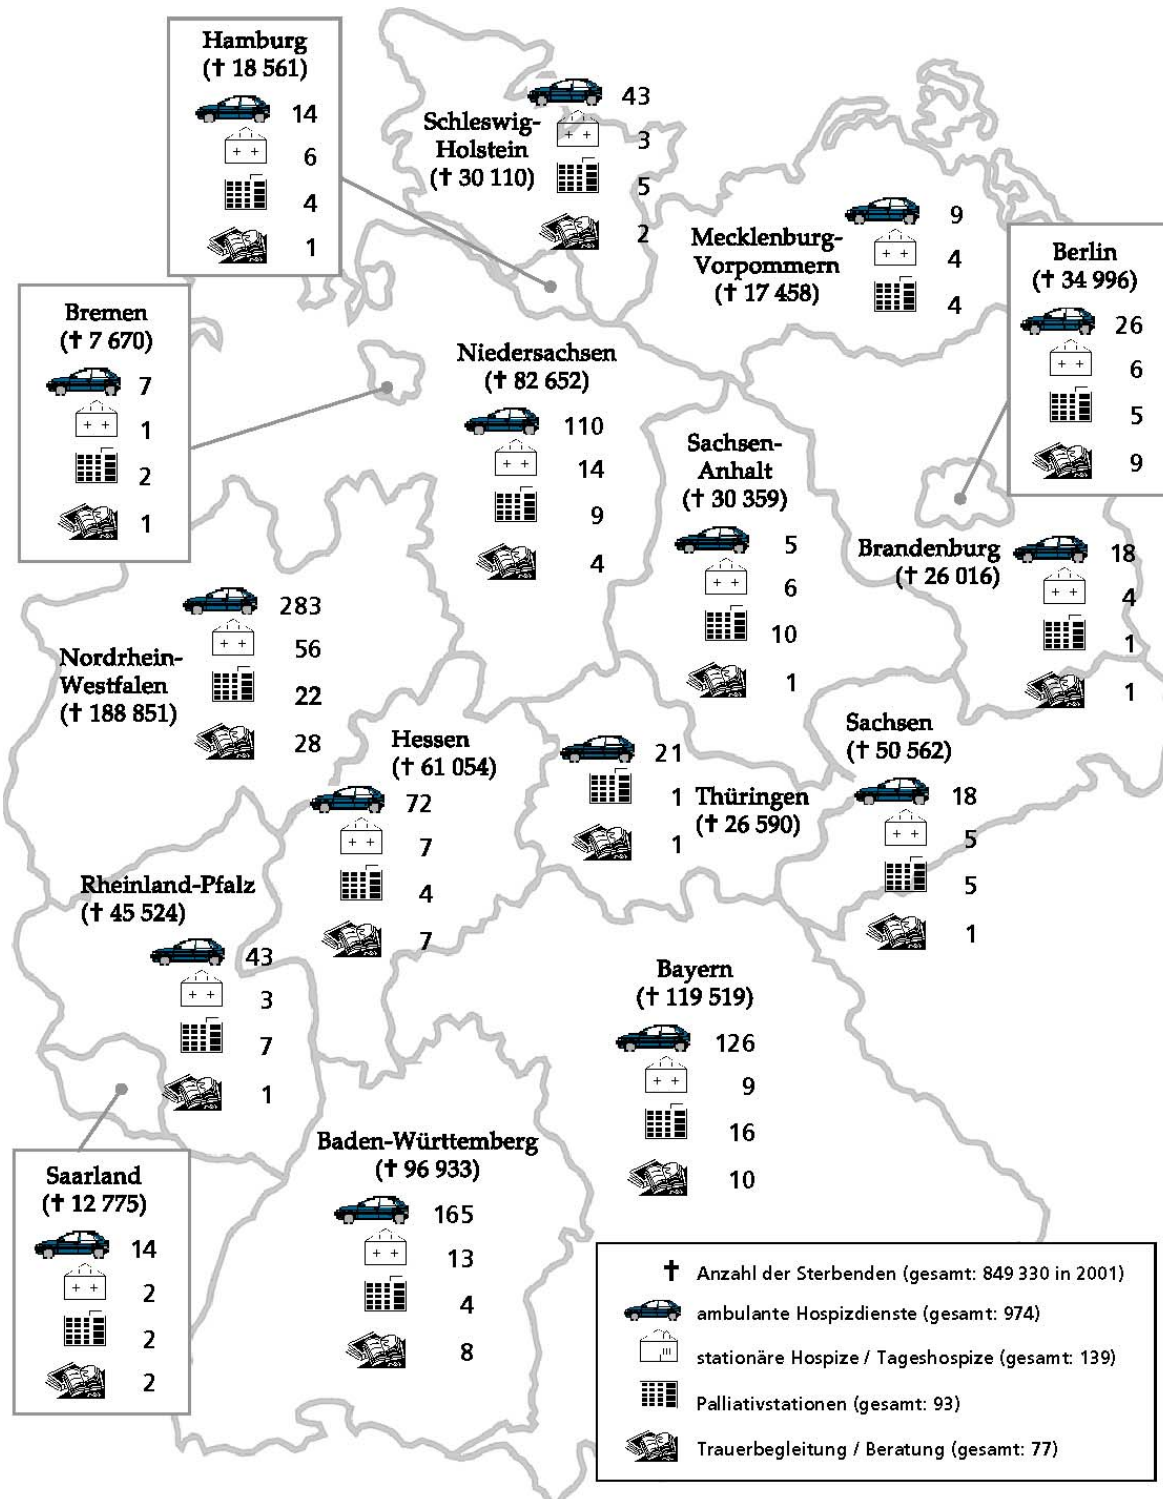 Hamburg
(† 18 561)
14
6
4
1
Schleswig-
Holstein
(† 30 110)
43
3
5
2
Mecklenburg-
Vorpommern
(† 17 458)
9
4
4
Berlin
(† 34 996)
26
6
5
9
Bremen
(† 7 670)
7
1
2
1
Niedersachsen
(† 82 652)
110
14
9
4
Sachsen-
Anhalt
(† 30 359)
5
6
10
1
Brandenburg
(† 26 016)
18
4
1
1
Nordrhein-
Westfalen
(† 188 851)
283
56
22
28
Hessen
(† 61 054)
72
7
4
7
Thüringen
(† 26 590)
21
1
1
Sachsen
(† 50 562)
18
5
5
1
Rheinland-Pfalz
(† 45 524)
43
3
7
1
Bayern
(† 119 519)
126
9
16
10
Saarland
(† 12 775)
14
2
2
2
Baden-Württemberg
(† 96 933)
165
13
4
8
† Anzahl der Sterbenden (gesamt: 849 330 in 2001)
ambulante Hospizdienste (gesamt: 974)
stationäre Hospize / Tageshospize (gesamt: 139)
Palliativstationen (gesamt: 93)
Trauerbegleitung / Beratung (gesamt: 77)